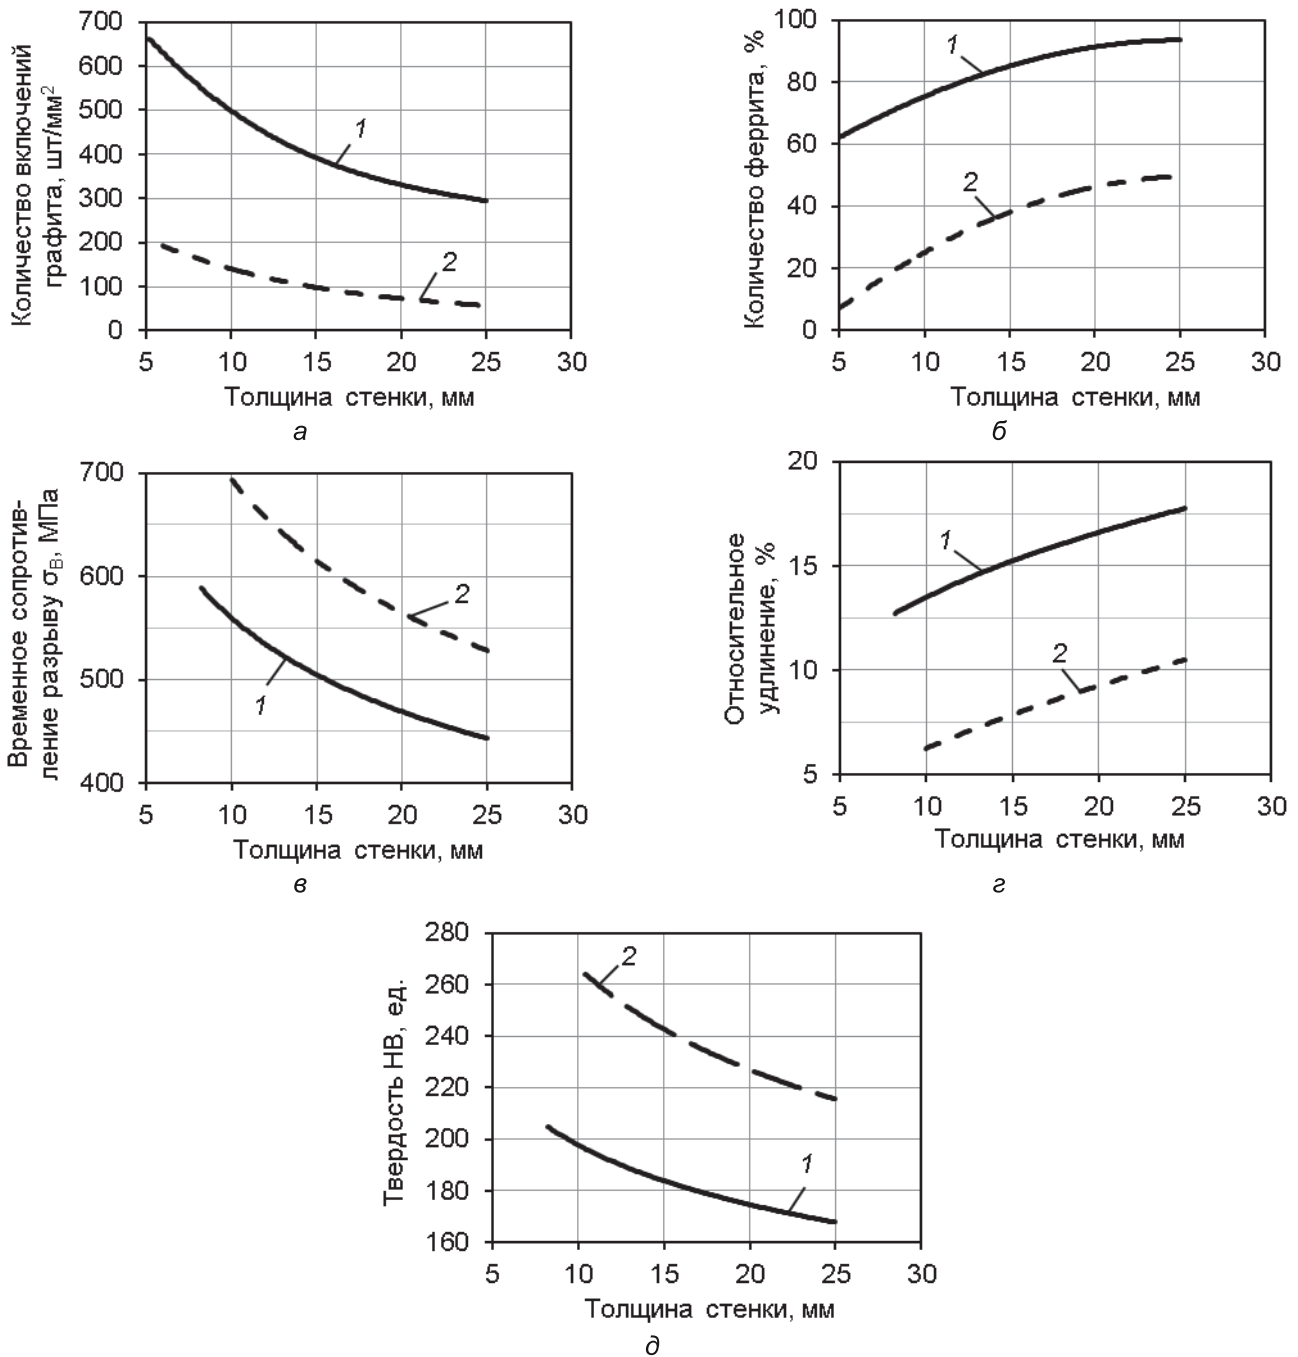 700
600
500
400
300
200
100
0
Количество включений
графита, шт/мм²
1
2
5 10 15 20 25 30
Толщина стенки, мм
а
100
80
60
40
20
0
Количество феррита, %
1
2
5 10 15 20 25 30
Толщина стенки, мм
б
700
600
500
400
Временное сопротив-
ление разрыву σВ, МПа
2
1
5 10 15 20 25 30
Толщина стенки, мм
в
20
15
10
5
Относительное
удлинение, %
1
2
5 10 15 20 25 30
Толщина стенки, мм
г
280
260
240
220
200
180
160
Твердость НВ, ед.
2
1
5 10 15 20 25 30
Толщина стенки, мм
д